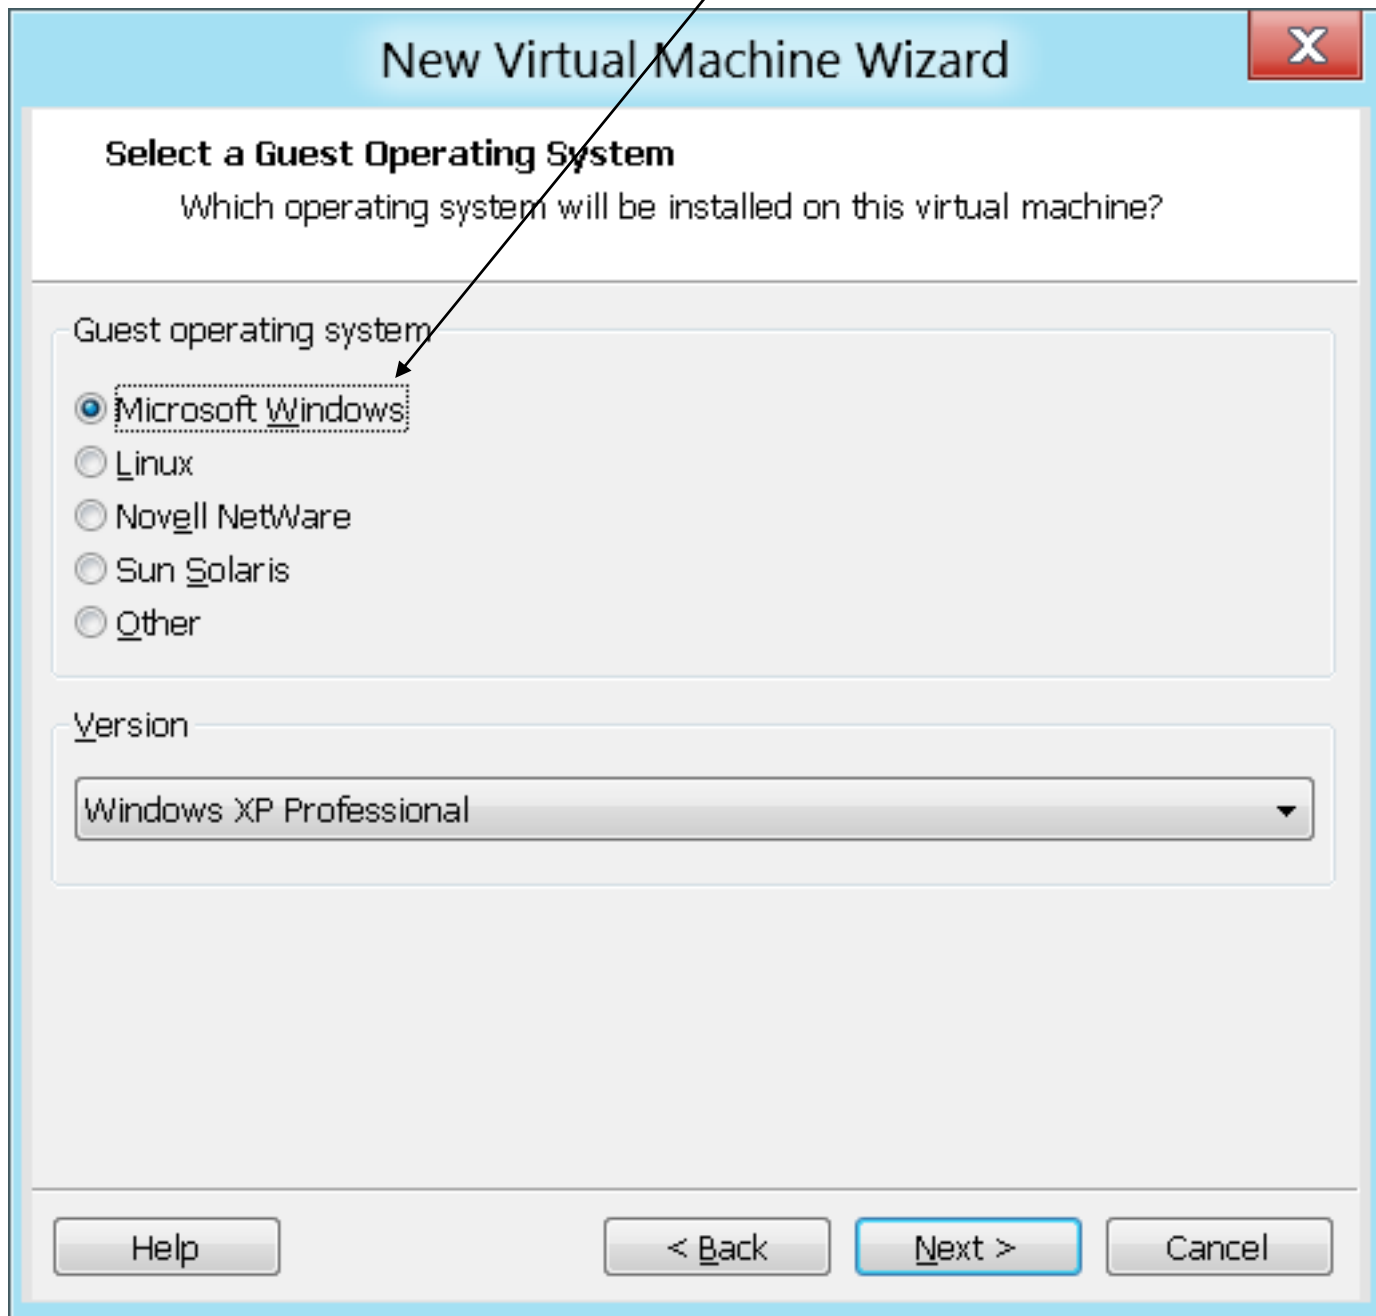 New Virtual Machine Wizard
Select a Guest Operating System
Which operating system will be installed on this virtual machine?
Guest operating system
Microsoft Windows
Linux
Novell NetWare
Sun Solaris
Other
Version
Windows XP Professional
Help
< Back
Next >
Cancel